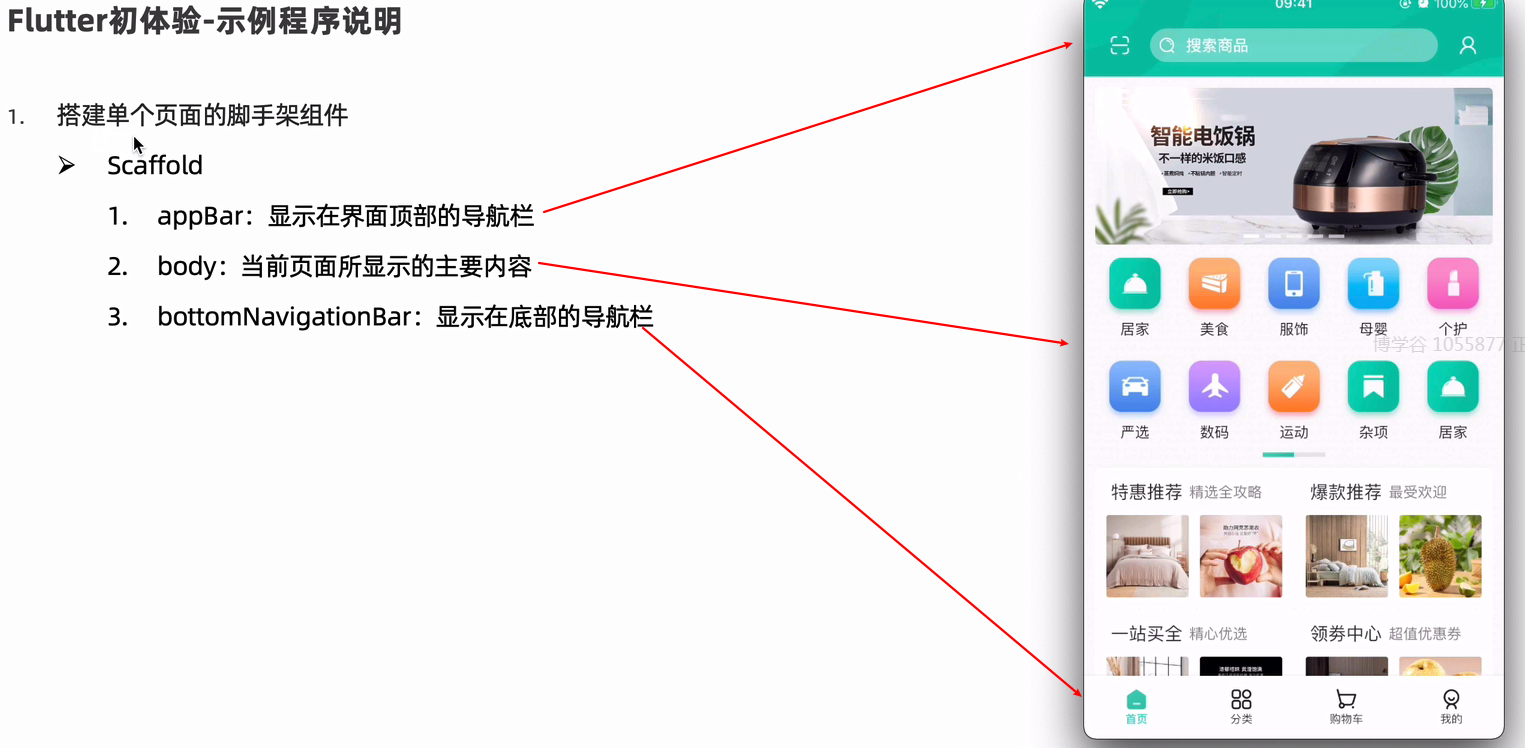 Flutter初体验-示例程序说明
1. 搭建单个页面的脚手架组件
➢ Scaffold
1. appBar：显示在界面顶部的导航栏
2. body：当前页面所显示的主要内容
3. bottomNavigationBar：显示在底部的导航栏
09:41 100%
搜索商品
智能电饭锅
不一样的米饭口感
立即抢购
居家 美食 服饰 母婴 个护
博学谷 1055877
严选 数码 运动 杂项 居家
特惠推荐 精选全攻略 爆款推荐 最受欢迎
一站买全 精心优选 领券中心 超值优惠券
首页 分类 购物车 我的